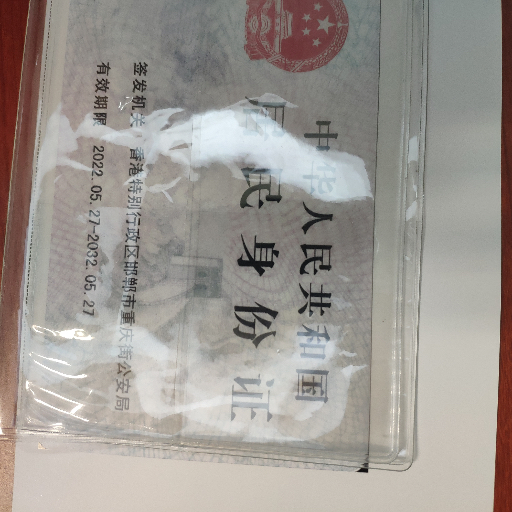 中华人民共和国
居民身份证
签发机关 香港特别行政区邯郸市重庆街公安局
有效期限 2022.05.27-2032.05.27